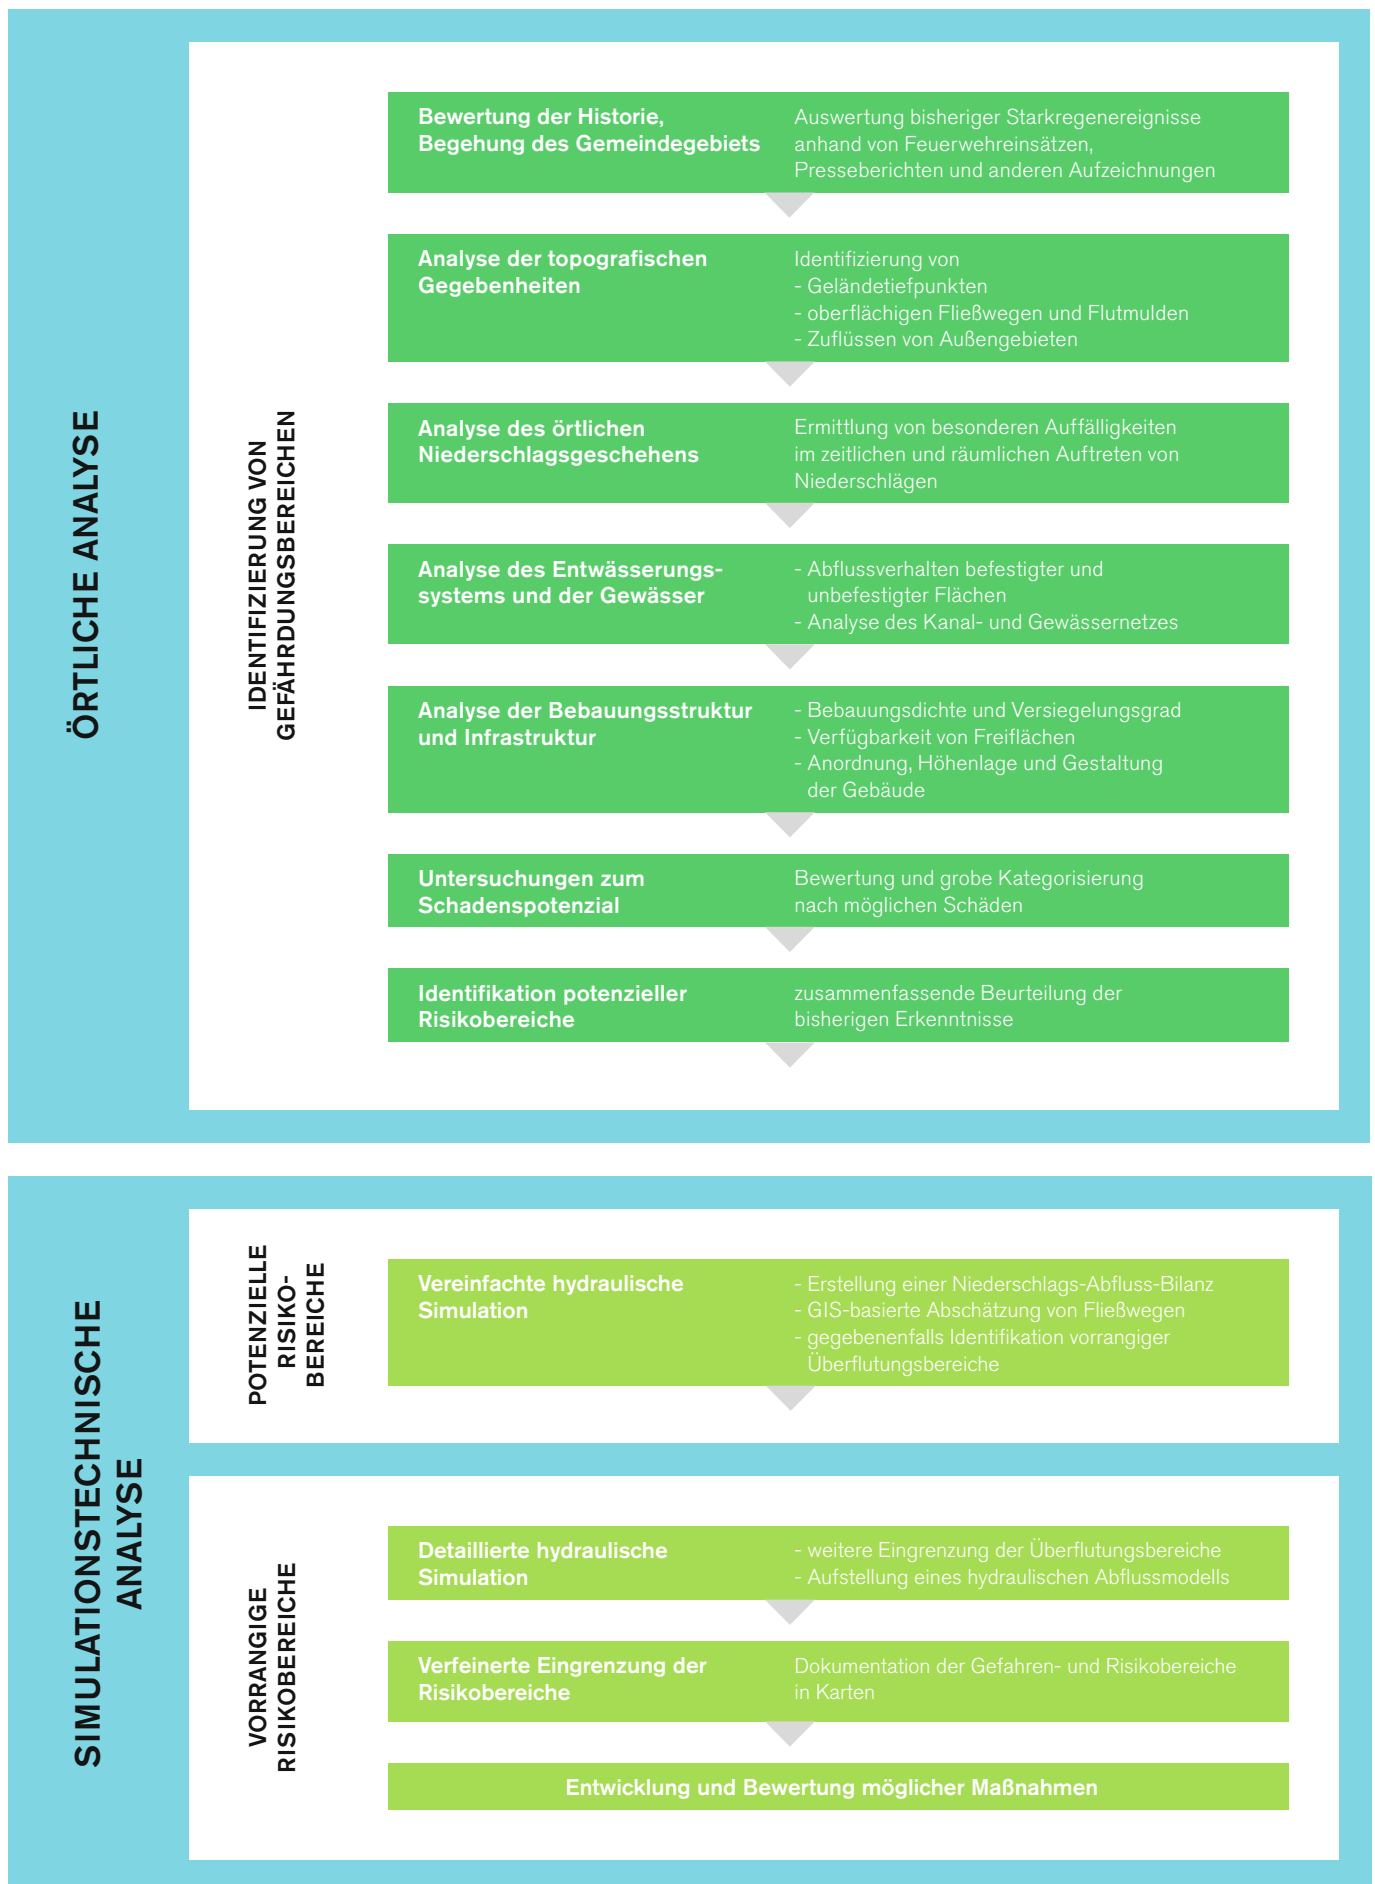 ÖRTLICHE ANALYSE
IDENTIFIZIERUNG VON
GEFÄHRDUNGSBEREICHEN
Bewertung der Historie,
Begehung des Gemeindegebiets
Auswertung bisheriger Starkregenereignisse
anhand von Feuerwehreinsätzen,
Presseberichten und anderen Aufzeichnungen
Analyse der topografischen
Gegebenheiten
Identifizierung von
- Geländetiefpunkten
- oberflächigen Fließwegen und Flutmulden
- Zuflüssen von Außengebieten
Analyse des örtlichen
Niederschlagsgeschehens
Ermittlung von besonderen Auffälligkeiten
im zeitlichen und räumlichen Auftreten von
Niederschlägen
Analyse des Entwässerungs-
systems und der Gewässer
- Abflussverhalten befestigter und
unbefestigter Flächen
- Analyse des Kanal- und Gewässernetzes
Analyse der Bebauungsstruktur
und Infrastruktur
- Bebauungsdichte und Versiegelungsgrad
- Verfügbarkeit von Freiflächen
- Anordnung, Höhenlage und Gestaltung
der Gebäude
Untersuchungen zum
Schadenspotenzial
Bewertung und grobe Kategorisierung
nach möglichen Schäden
Identifikation potenzieller
Risikobereiche
zusammenfassende Beurteilung der
bisherigen Erkenntnisse
SIMULATIONSTECHNISCHE
ANALYSE
POTENZIELLE
RISIKO-
BEREICHE
Vereinfachte hydraulische
Simulation
- Erstellung einer Niederschlags-Abfluss-Bilanz
- GIS-basierte Abschätzung von Fließwegen
- gegebenenfalls Identifikation vorrangiger
Überflutungsbereiche
VORRANGIGE
RISIKOBEREICHE
Detaillierte hydraulische
Simulation
- weitere Eingrenzung der Überflutungsbereiche
- Aufstellung eines hydraulischen Abflussmodells
Verfeinerte Eingrenzung der
Risikobereiche
Dokumentation der Gefahren- und Risikobereiche
in Karten
Entwicklung und Bewertung möglicher Maßnahmen